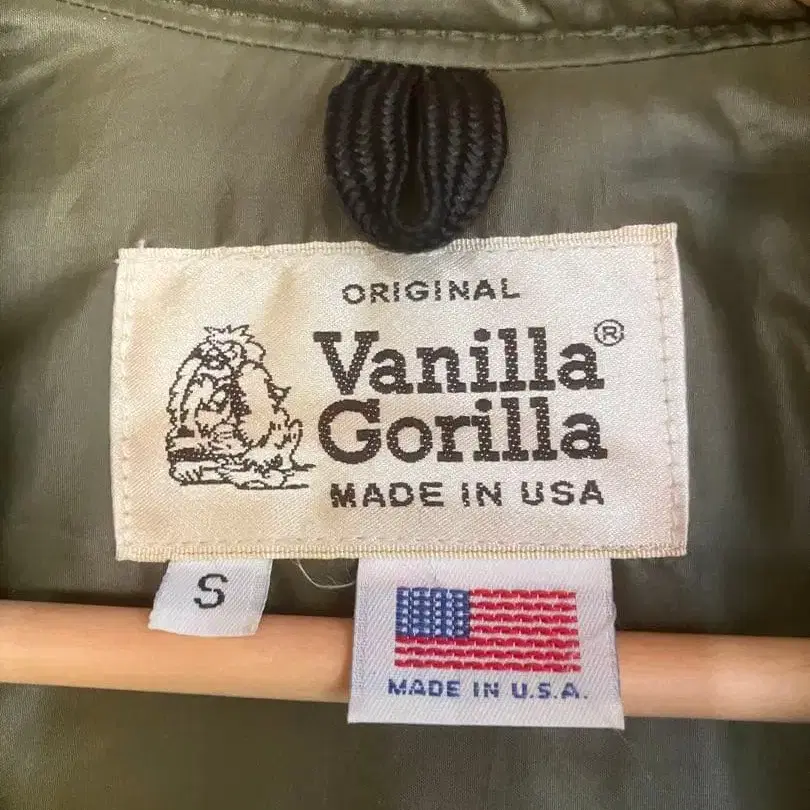 ORIGINAL
Vanilla®
Gorilla
MADE IN USA
S
MADE IN U.S.A.